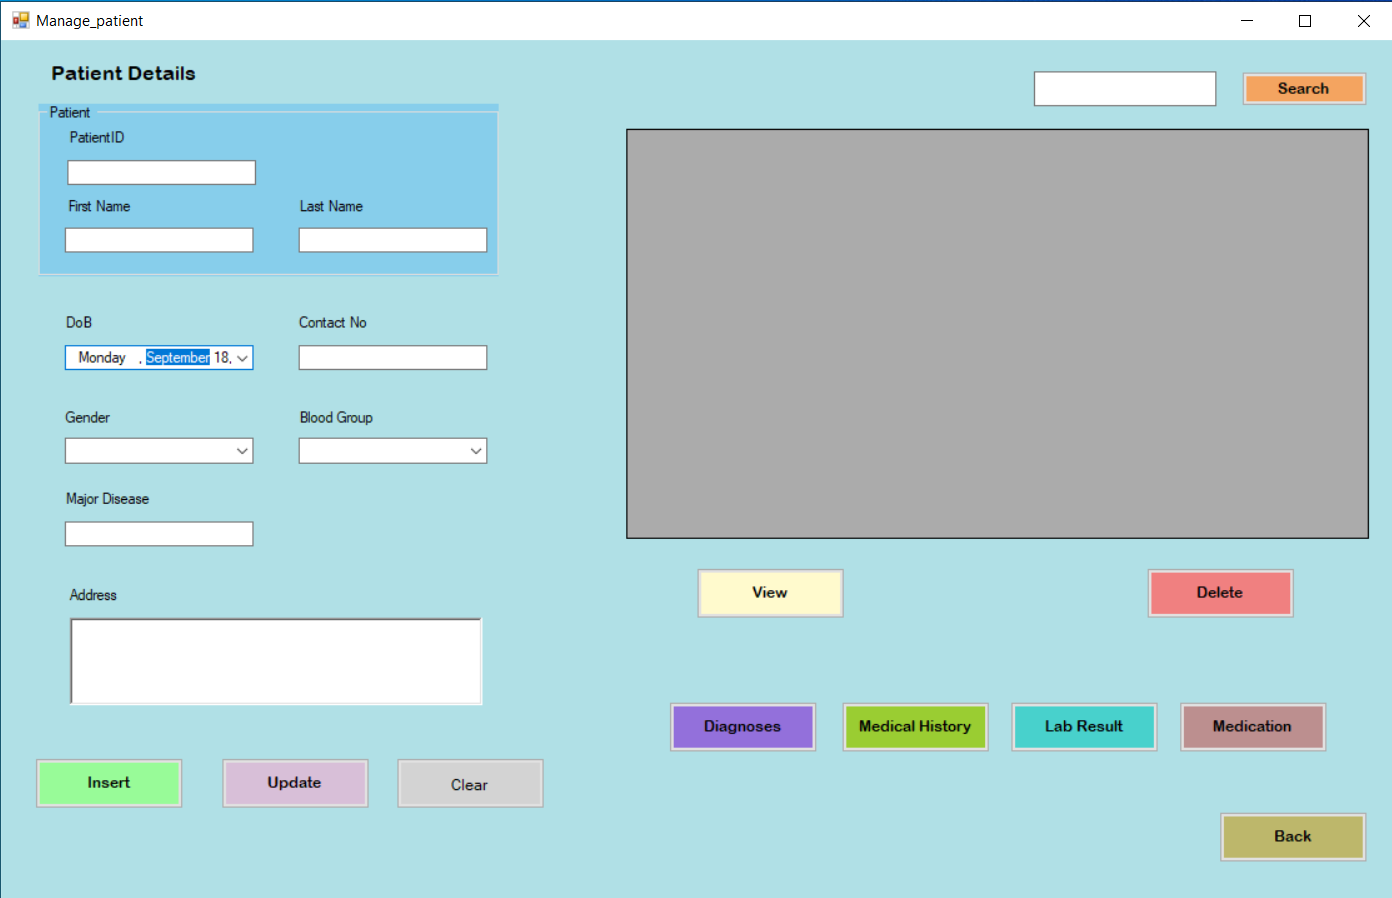 Manage_patient
Patient Details
Search
Patient
PatientID
First Name Last Name
DoB Contact No
Monday , September 18,
Gender Blood Group
Major Disease
Address
View Delete
Diagnoses Medical History Lab Result Medication
Insert Update Clear
Back